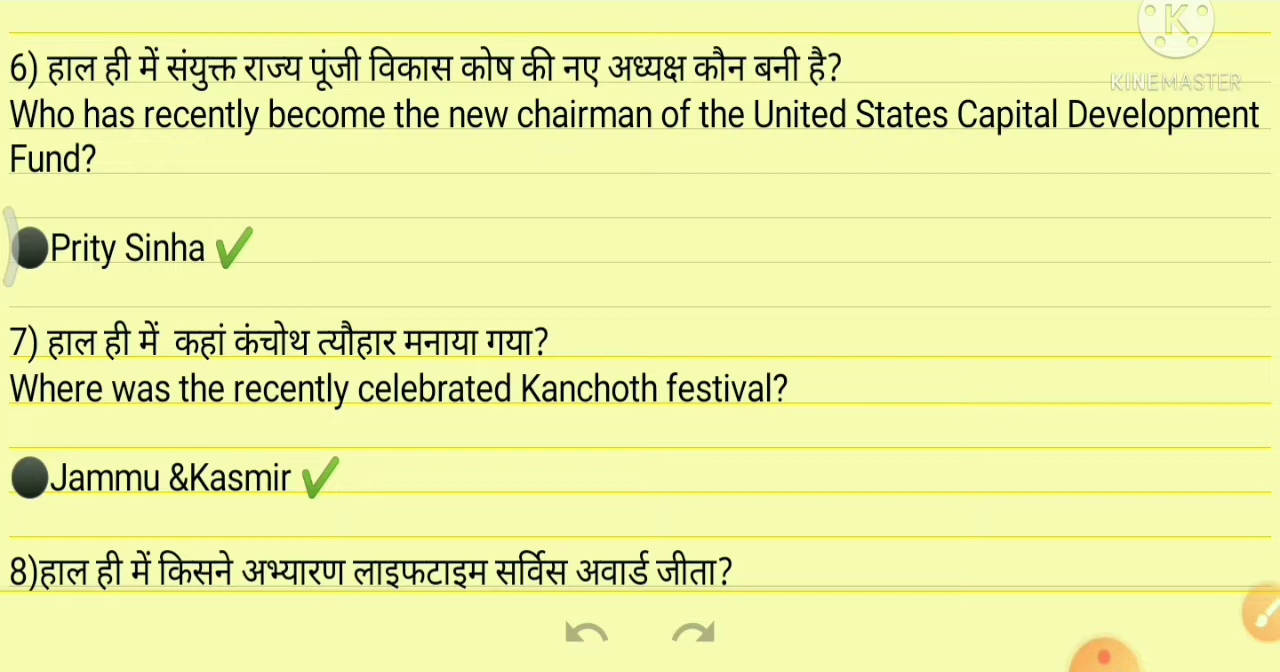 K
KINEMASTER
6) हाल ही में संयुक्त राज्य पूंजी विकास कोष की नए अध्यक्ष कौन बनी है?
Who has recently become the new chairman of the United States Capital Development
Fund?
Prity Sinha
7) हाल ही में कहां कंचोथ त्यौहार मनाया गया?
Where was the recently celebrated Kanchoth festival?
Jammu &Kasmir
8)हाल ही में किसने अभ्यारण लाइफटाइम सर्विस अवार्ड जीता?